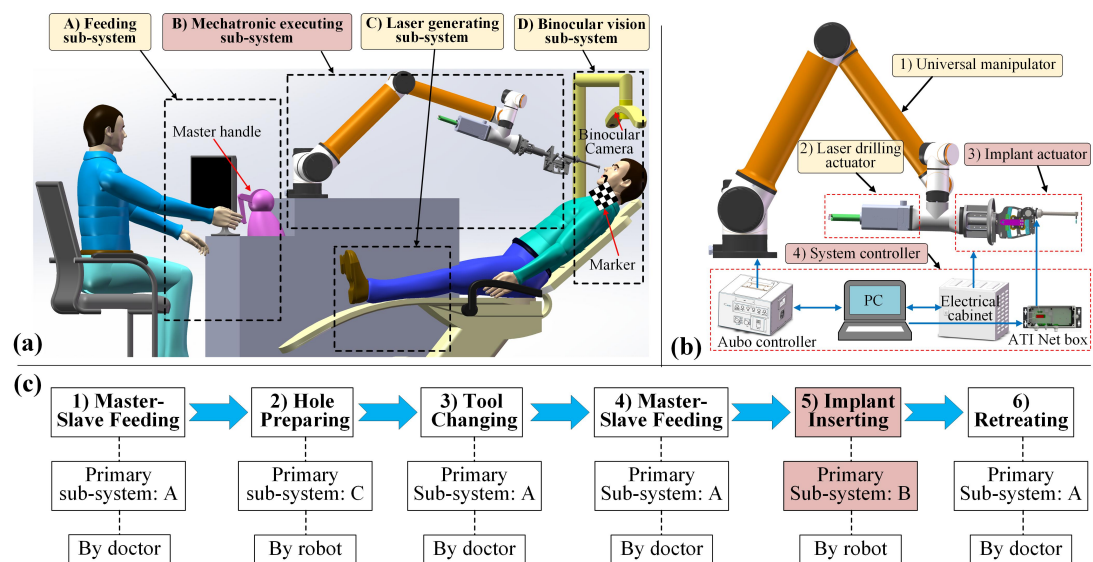 A) Feeding
sub-system
B) Mechatronic executing
sub-system
C) Laser generating
sub-system
D) Binocular vision
sub-system
Master handle
Binocular
Camera
Marker
(a)
1) Universal manipulator
2) Laser drilling
actuator
3) Implant actuator
4) System controller
PC
Electrical
cabinet
Aubo controller
ATI Net box
(b)
(c)
1) Master-
Slave Feeding
2) Hole
Preparing
3) Tool
Changing
4) Master-
Slave Feeding
5) Implant
Inserting
6)
Retreating
Primary
sub-system: A
Primary
sub-system: C
Primary
Sub-system: A
Primary
Sub-system: A
Primary
Sub-system: B
Primary
Sub-system: A
By doctor
By robot
By doctor
By doctor
By robot
By doctor